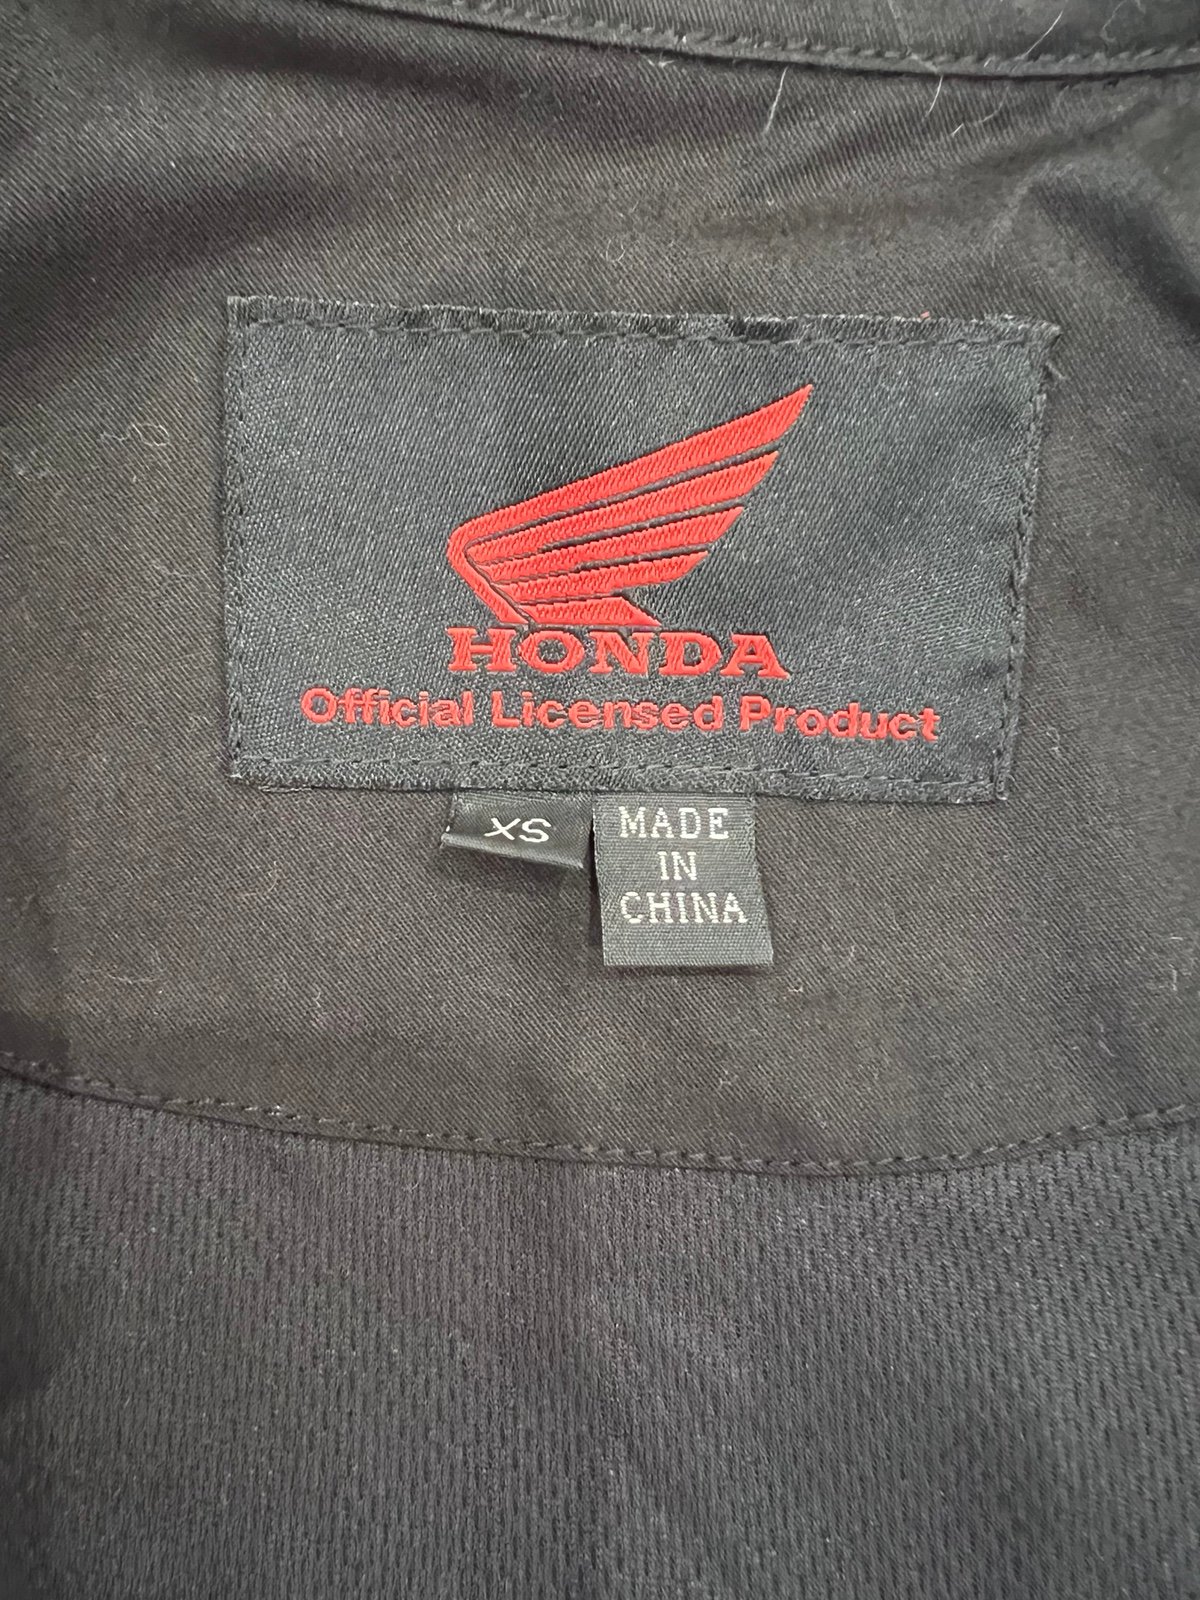 HONDA
Official Licensed Product
XS
MADE
IN
CHINA